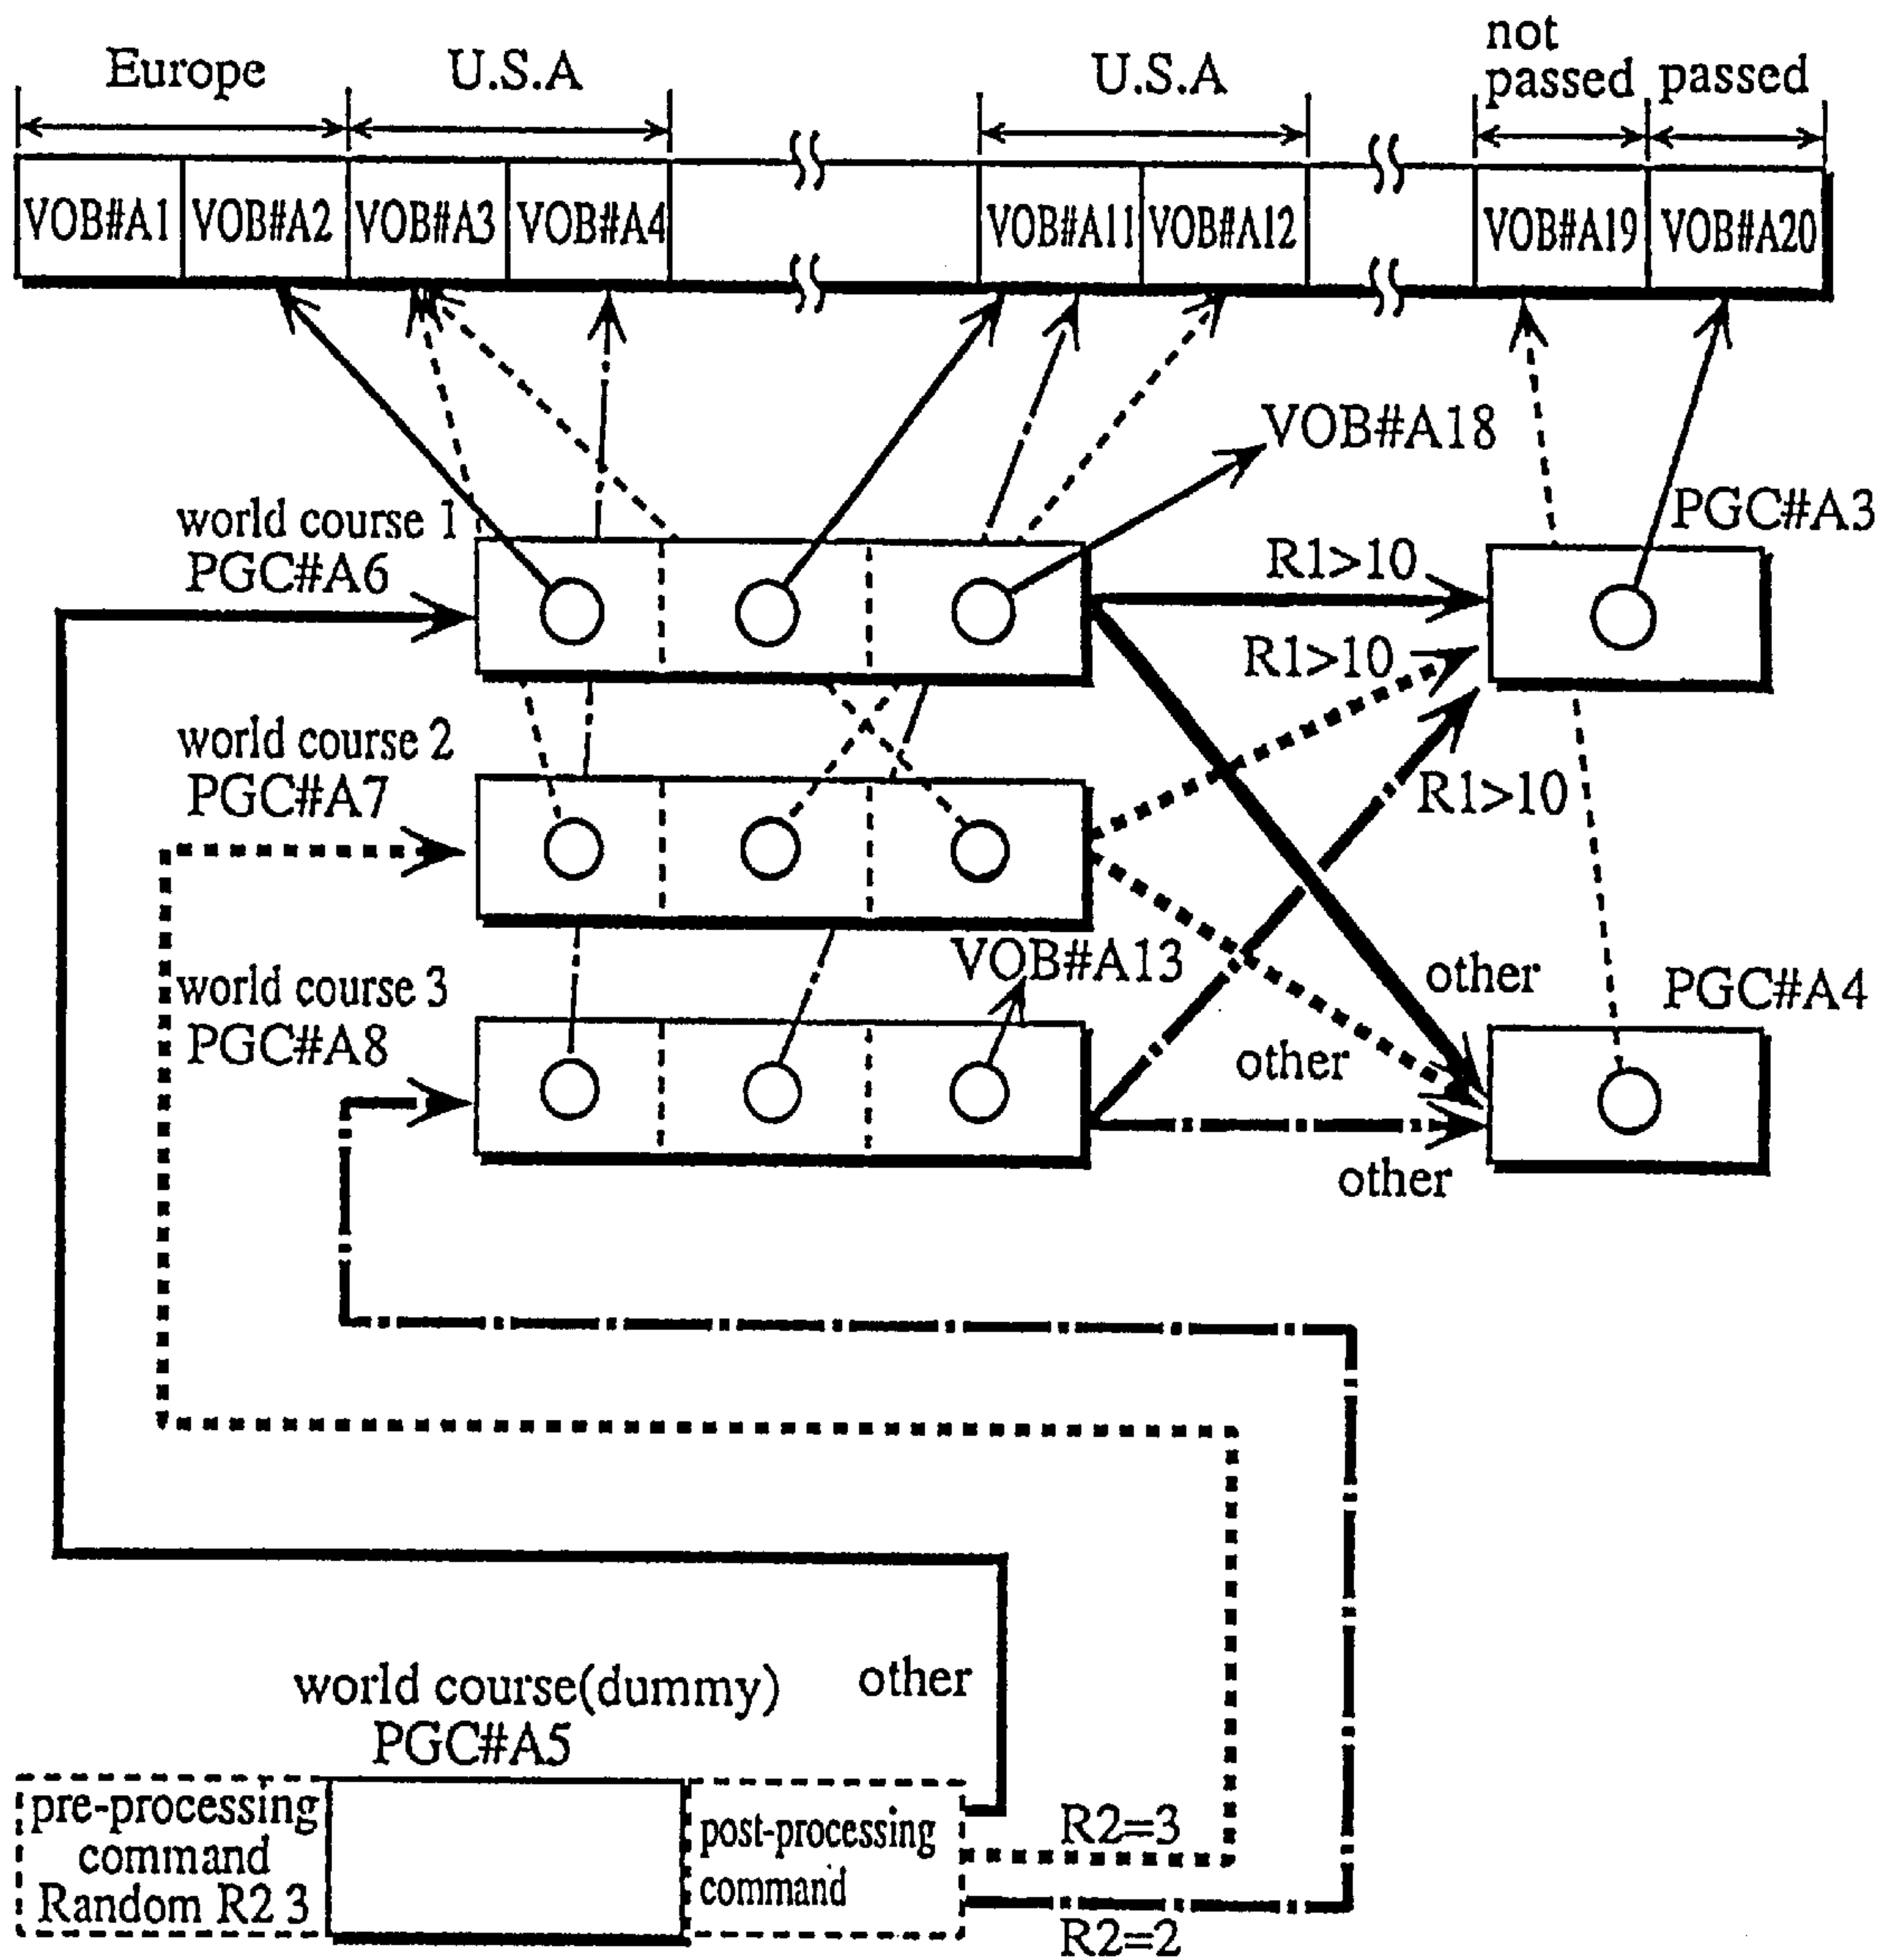 Europe
U.S.A
U.S.A
not
passed
passed
VOB#A1
VOB#A2
VOB#A3
VOB#A4
VOB#A11
VOB#A12
VOB#A19
VOB#A20
VOB#A18
world course 1
PGC#A6
R1>10
PGC#A3
R1>10
world course 2
PGC#A7
R1>10
VOB#A13
world course 3
PGC#A8
other
PGC#A4
other
other
world course(dummy)
PGC#A5
other
pre-processing
command
Random R2 3
post-processing
command
R2=3
R2=2